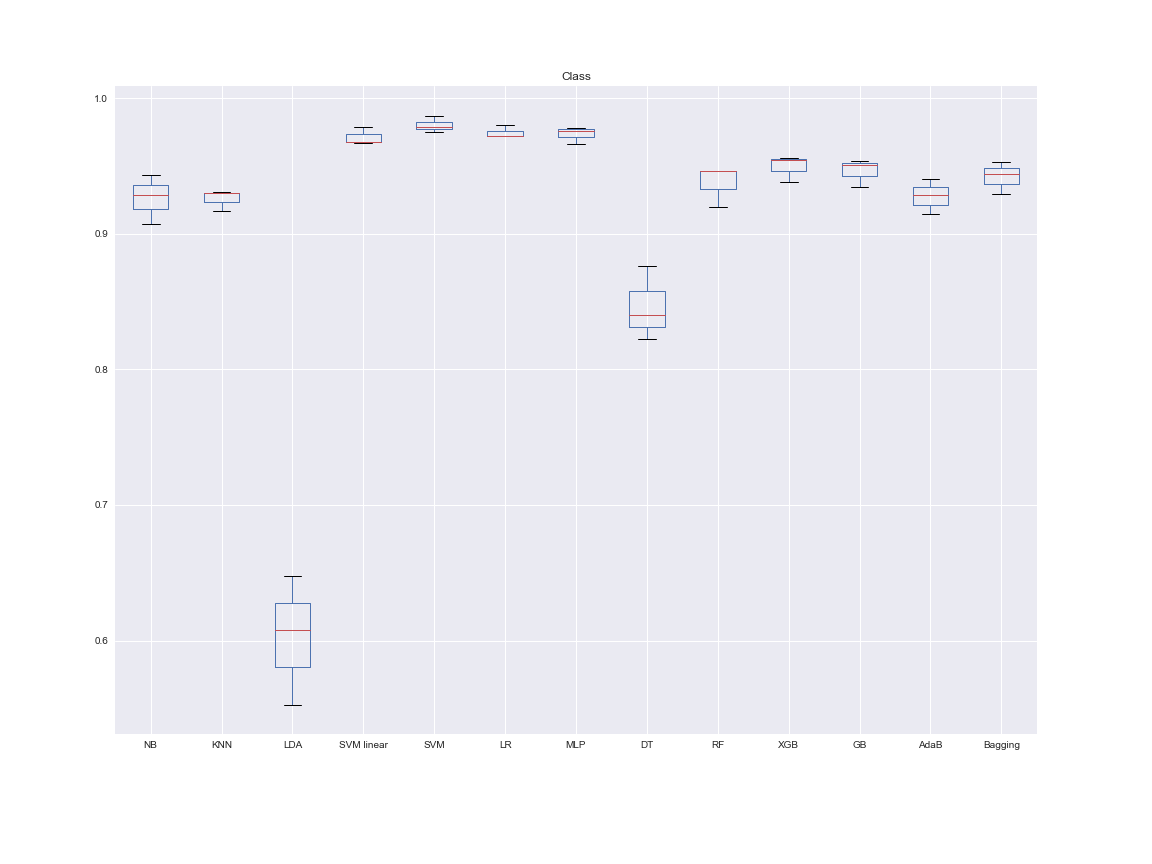 Class
1.0
0.9
0.8
0.7
0.6
NB KNN LDA SVM linear SVM LR MLP DT RF XGB GB AdaB Bagging